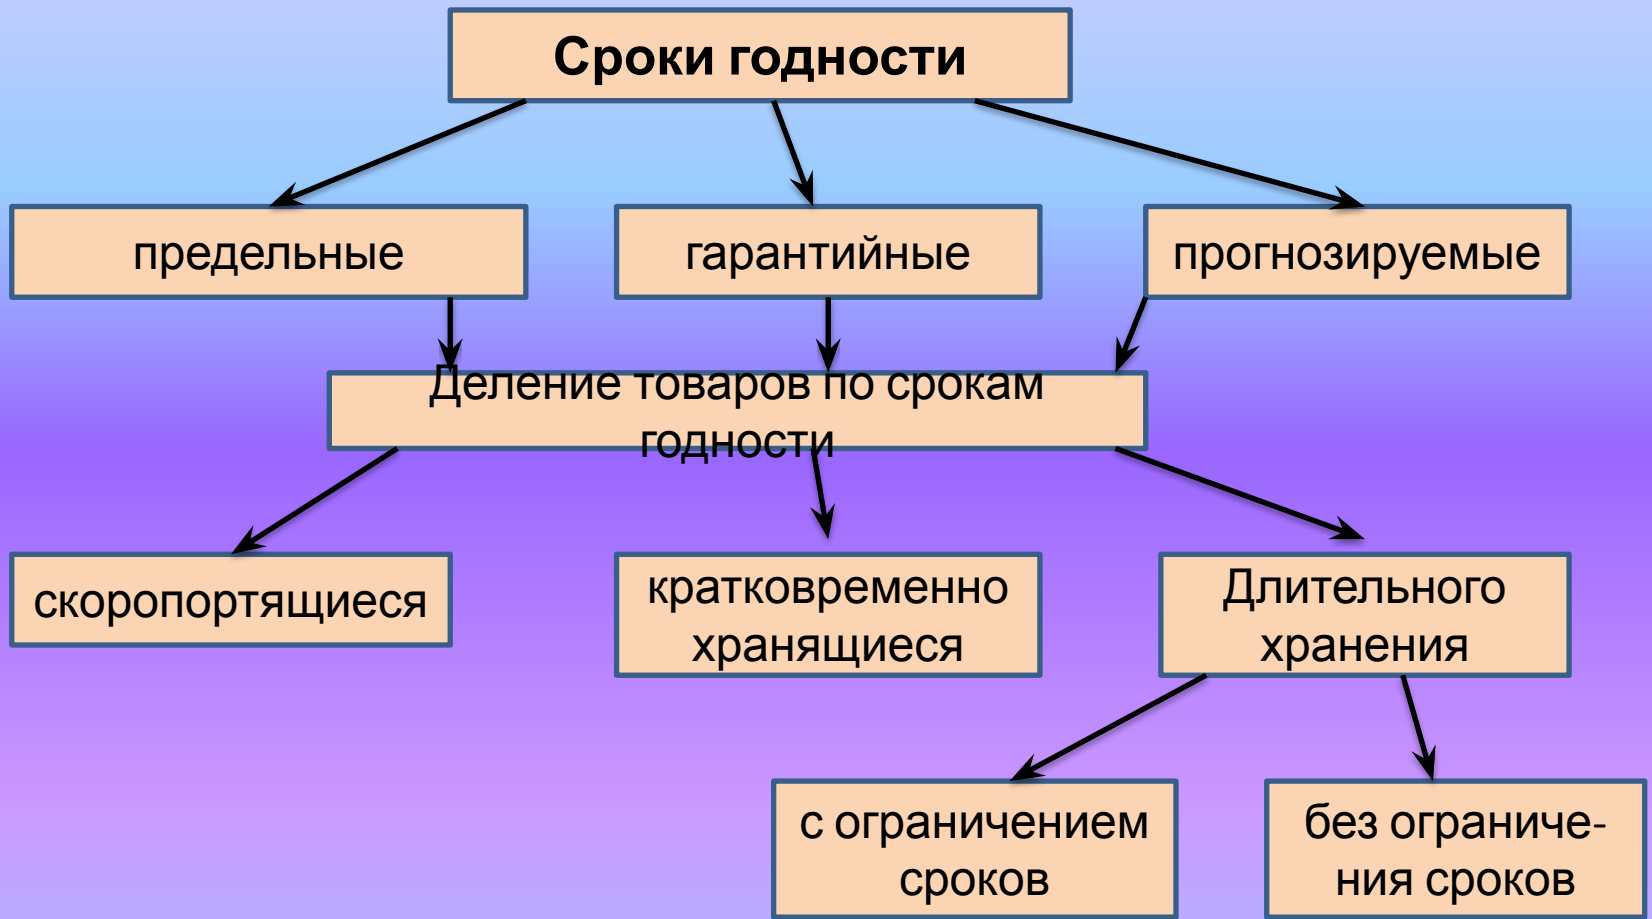 Сроки годности
предельные
гарантийные
прогнозируемые
Деление товаров по срокам
годности
скоропортящиеся
кратковременно
хранящиеся
Длительного
хранения
с ограничением
сроков
без ограниче-
ния сроков